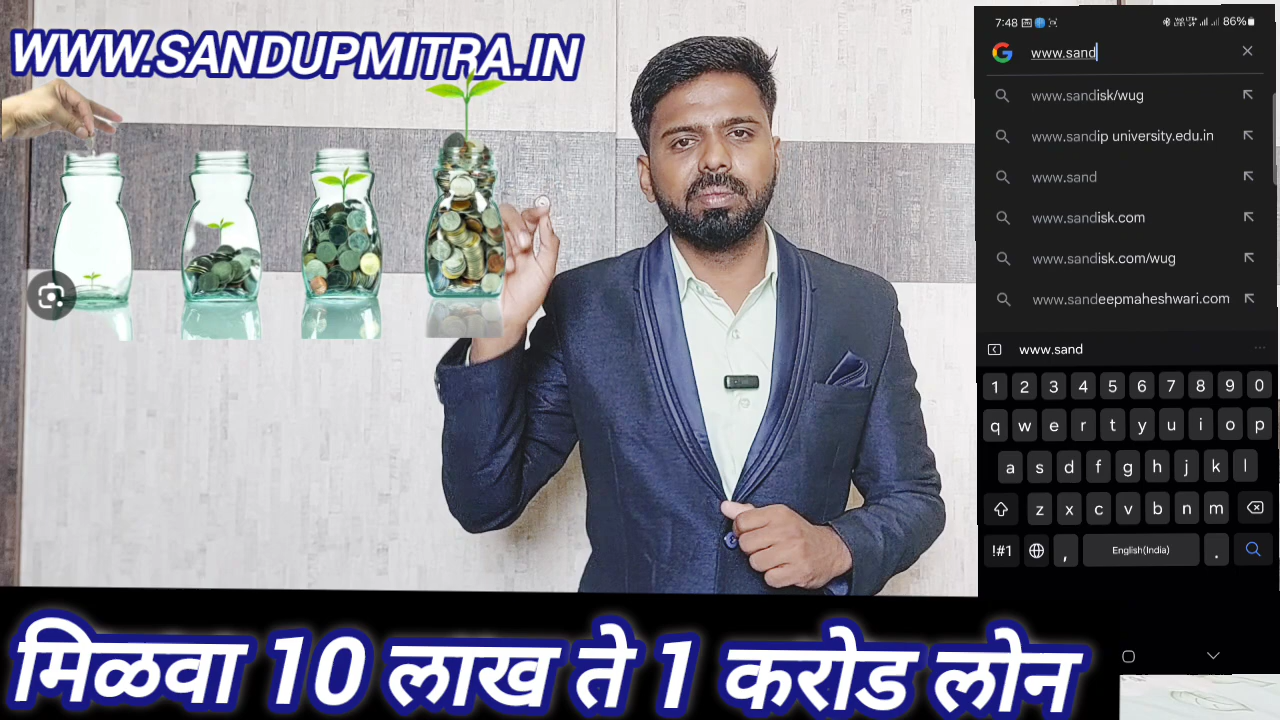 WWW.SANDUPMITRA.IN
7:48
86%
www.sand
www.sandisk/wug
www.sandip university.edu.in
www.sand
www.sandisk.com
www.sandisk.com/wug
www.sandeepmaheshwari.com
www.sand
1 2 3 4 5 6 7 8 9 0
q w e r t y u i o p
a s d f g h j k l
z x c v b n m
!#1 , English(India) .
मिळवा 10 लाख ते 1 करोड लोन